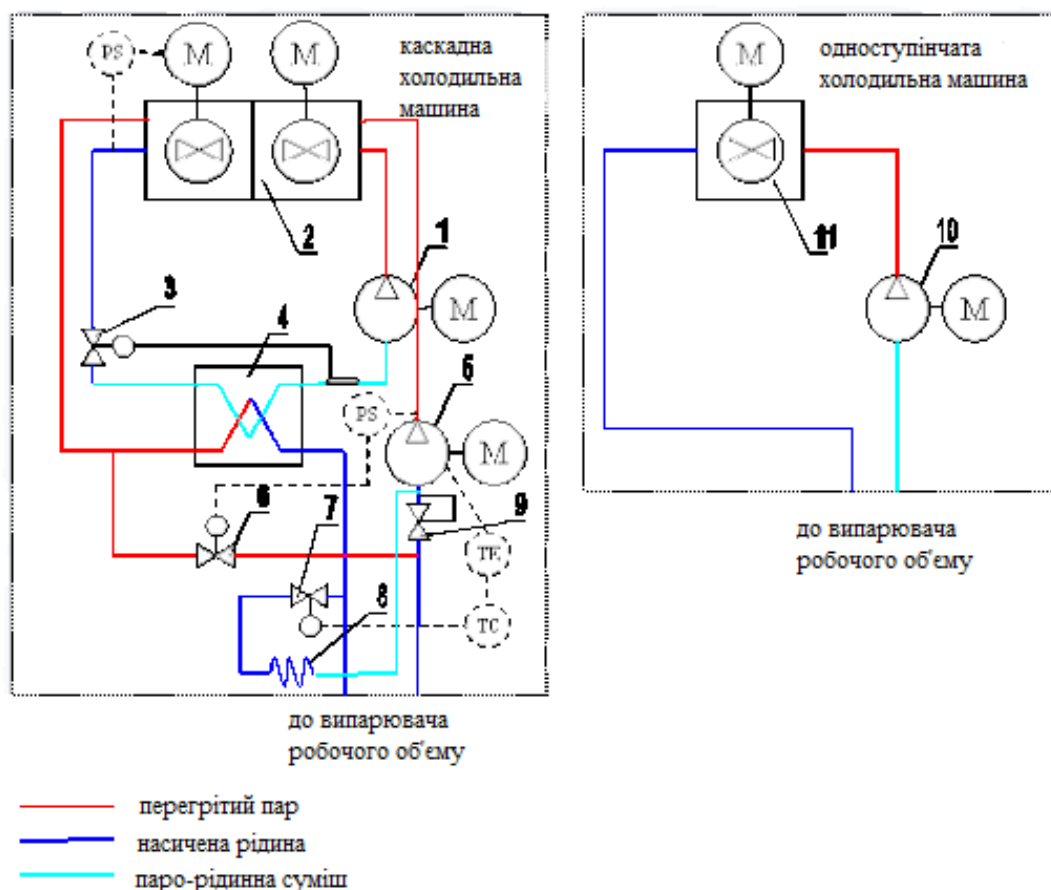 каскадна
холодильна
машина
PS
M
M
2
1
M
3
4
PS
5
M
6
7
9
TE
8
TC
до випарювача
робочого об'єму
одноступінчата
холодильна машина
M
11
10
M
до випарювача
робочого об'єму
перегрітий пар
насичена рідина
паро-рідинна суміш